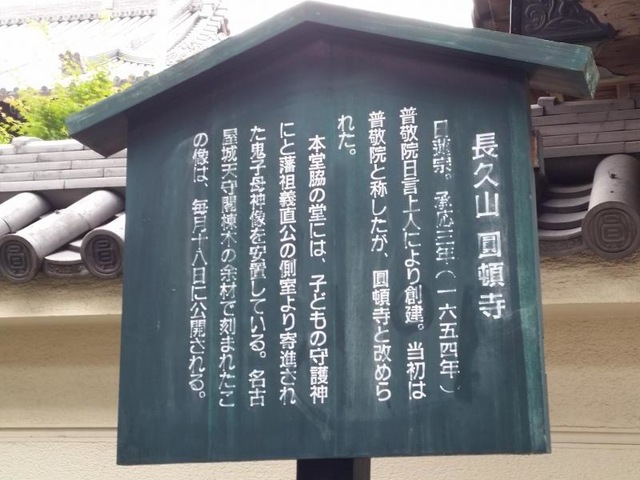 長久山 圓頓寺
日蓮宗。承応三年(一六五四年)
普敬院日言上人により創建。当初は
普敬院と称したが、圓頓寺と改めら
れた。
本堂脇の堂には、子どもの守護神
にと藩祖義直公の側室より寄進され
た鬼子母神像を安置している。名古
屋城天守閣棟木の余材で刻まれたこ
の像は、毎月十八日に公開される。